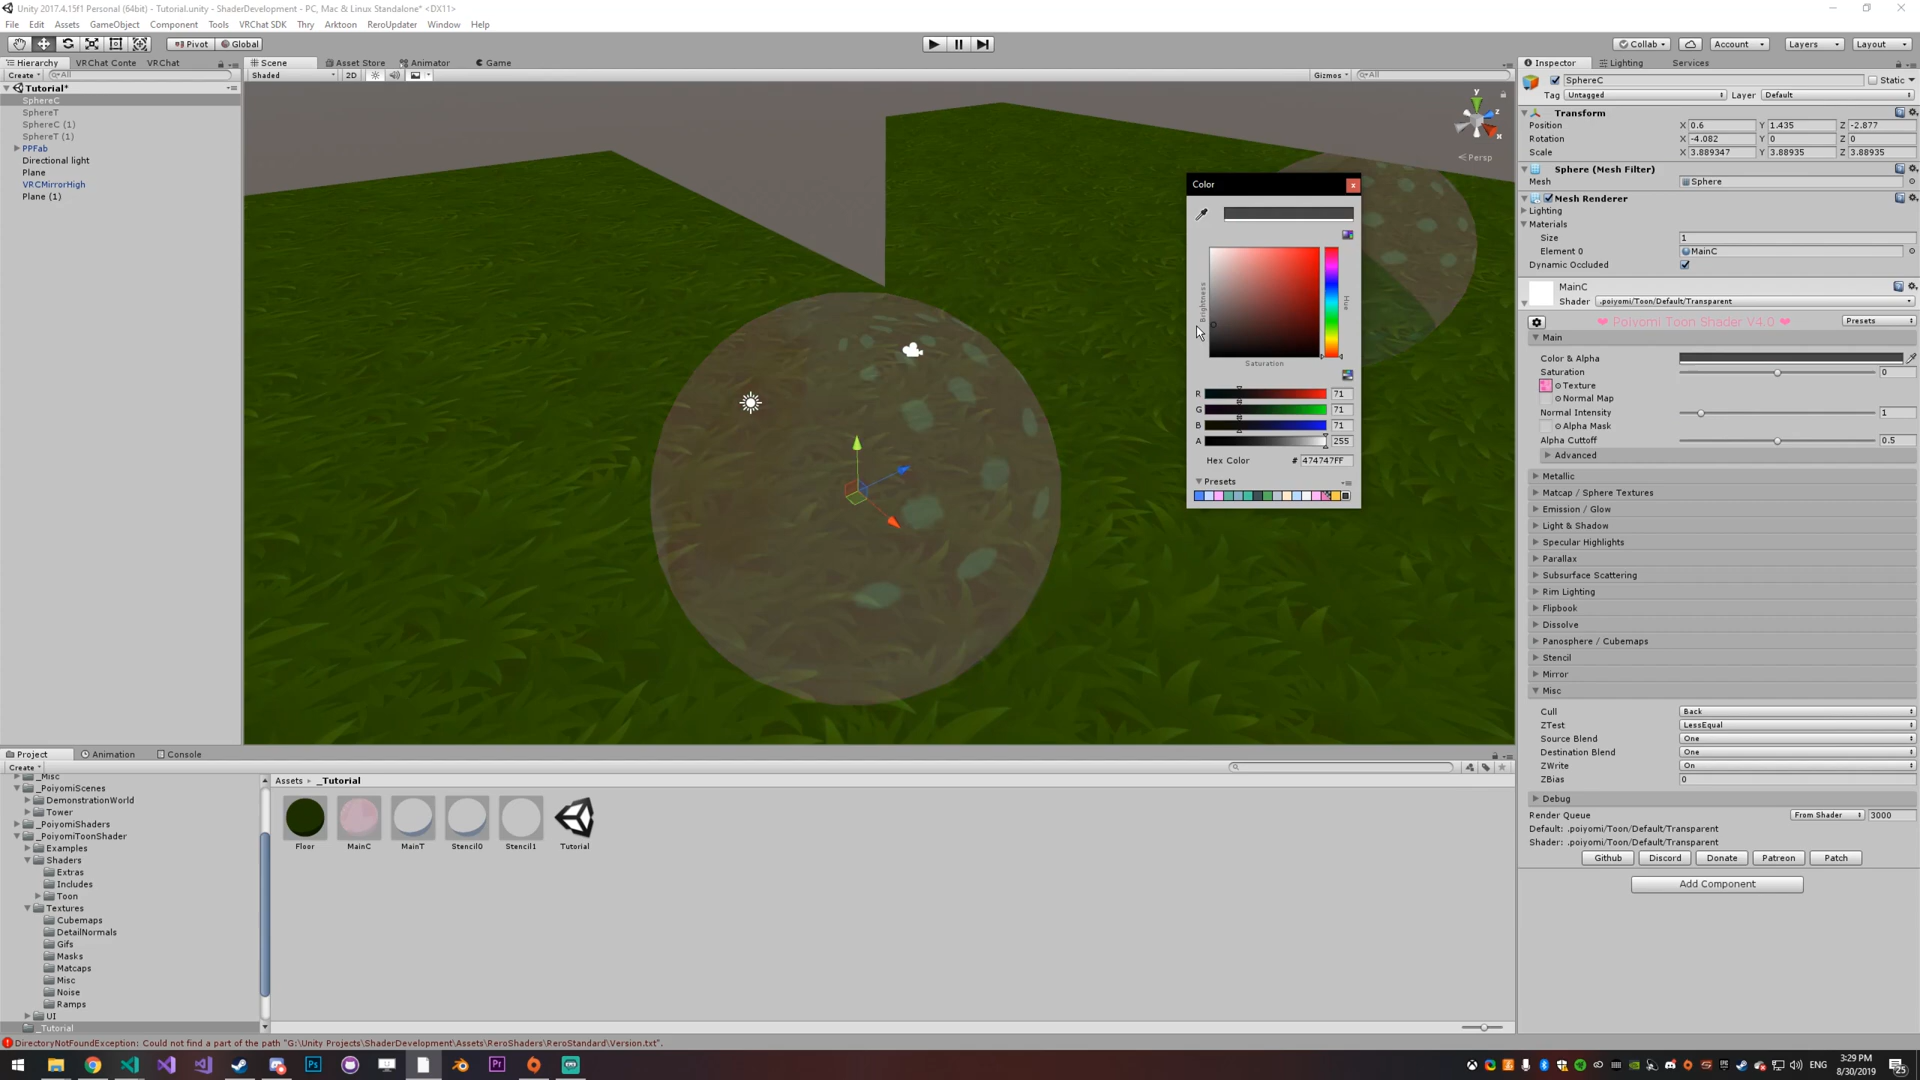 Unity 2017.4.15f1 Personal (64bit) - Tutorial.unity - ShaderDevelopment - PC, Mac & Linux Standalone* <DX11>
File Edit Assets GameObject Component Tools VRChat SDK Thry Arktoon ReroUpdater Window Help
Pivot Global
Collab Account Layers Layout
Hierarchy VRChat Conte VRChat
Create All
Tutorial*
SphereC
SphereT
SphereC (1)
SphereT (1)
PPFab
Directional light
Plane
VRCMirrorHigh
Plane (1)
Scene Asset Store Animator Game
Shaded 2D Gizmos All
y
z
x
Persp
Color
Brightness
Hue
Saturation
R 71
G 71
B 71
A 255
Hex Color # 474747FF
Presets
Inspector Lighting Services
SphereC Static
Tag Untagged Layer Default
Transform
Position X 0.6 Y 1.435 Z -2.877
Rotation X -4.082 Y 0 Z 0
Scale X 3.889347 Y 3.88935 Z 3.88935
Sphere (Mesh Filter)
Mesh Sphere
Mesh Renderer
Lighting
Materials
Size 1
Element 0 MainC
Dynamic Occluded
MainC
Shader .poiyomi/Toon/Default/Transparent
❤ Poiyomi Toon Shader V4.0 ❤ Presets
Main
Color & Alpha
Saturation 0
Texture
Normal Map
Normal Intensity 1
Alpha Mask
Alpha Cuttoff 0.5
Advanced
Metallic
Matcap / Sphere Textures
Emission / Glow
Light & Shadow
Specular Highlights
Parallax
Subsurface Scattering
Rim Lighting
Flipbook
Dissolve
Panosphere / Cubemaps
Stencil
Mirror
Misc
Cull Back
ZTest LessEqual
Source Blend One
Destination Blend One
ZWrite On
ZBias 0
Debug
Render Queue From Shader 3000
Default: .poiyomi/Toon/Default/Transparent
Shader: .poiyomi/Toon/Default/Transparent
Github Discord Donate Patreon Patch
Add Component
Project Animation Console
Create
_Misc
_PoiyomiScenes
DemonstrationWorld
Tower
_PoiyomiShaders
_PoiyomiToonShader
Examples
Shaders
Extras
Includes
Toon
Textures
Cubemaps
DetailNormals
Gifs
Masks
Matcaps
Misc
Noise
Ramps
UI
_Tutorial
Assets _Tutorial
Floor MainC MainT Stencil0 Stencil1 Tutorial
DirectoryNotFoundException: Could not find a part of the path "G:\Unity Projects\ShaderDevelopment\Assets\ReroShaders\ReroStandard\Version.txt".
Ps Pr
ENG
3:29 PM
8/30/2019
25